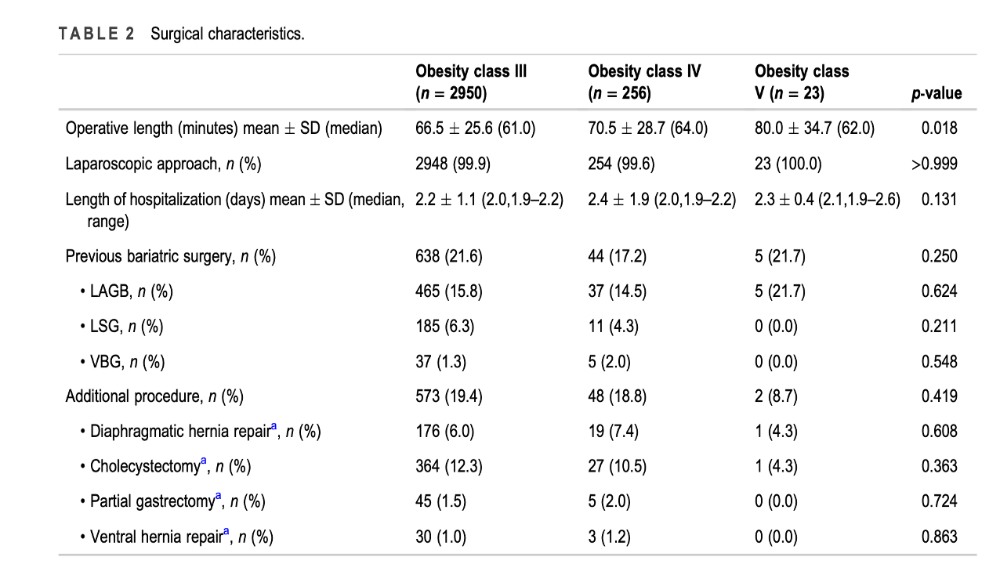 TABLE 2 Surgical characteristics.
Obesity class III Obesity class IV Obesity class
(n = 2950) (n = 256) V (n = 23) p-value
Operative length (minutes) mean ± SD (median) 66.5 ± 25.6 (61.0) 70.5 ± 28.7 (64.0) 80.0 ± 34.7 (62.0) 0.018
Laparoscopic approach, n (%) 2948 (99.9) 254 (99.6) 23 (100.0) >0.999
Length of hospitalization (days) mean ± SD (median, 2.2 ± 1.1 (2.0,1.9–2.2) 2.4 ± 1.9 (2.0,1.9–2.2) 2.3 ± 0.4 (2.1,1.9–2.6) 0.131
range)
Previous bariatric surgery, n (%) 638 (21.6) 44 (17.2) 5 (21.7) 0.250
• LAGB, n (%) 465 (15.8) 37 (14.5) 5 (21.7) 0.624
• LSG, n (%) 185 (6.3) 11 (4.3) 0 (0.0) 0.211
• VBG, n (%) 37 (1.3) 5 (2.0) 0 (0.0) 0.548
Additional procedure, n (%) 573 (19.4) 48 (18.8) 2 (8.7) 0.419
• Diaphragmatic hernia repairᵃ, n (%) 176 (6.0) 19 (7.4) 1 (4.3) 0.608
• Cholecystectomyᵃ, n (%) 364 (12.3) 27 (10.5) 1 (4.3) 0.363
• Partial gastrectomyᵃ, n (%) 45 (1.5) 5 (2.0) 0 (0.0) 0.724
• Ventral hernia repairᵃ, n (%) 30 (1.0) 3 (1.2) 0 (0.0) 0.863